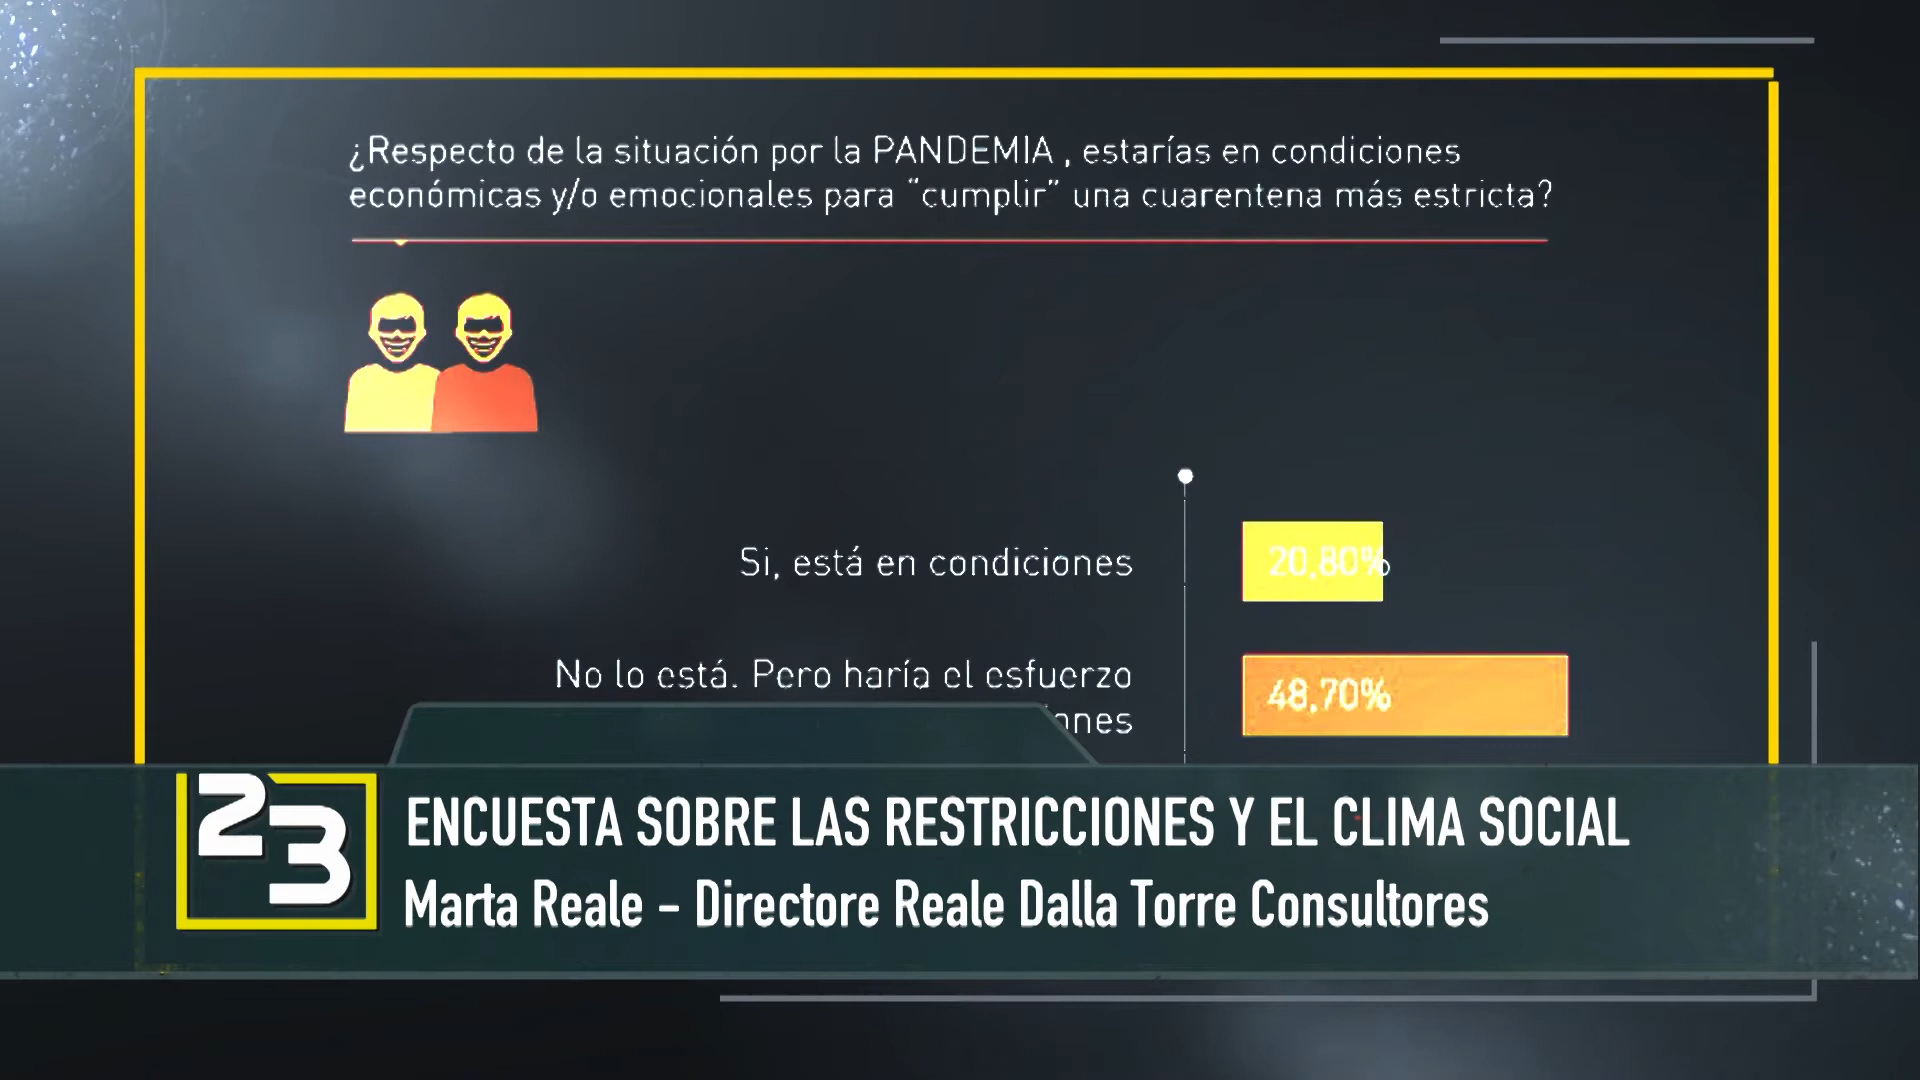 ¿Respecto de la situación por la PANDEMIA , estarías en condiciones
económicas y/o emocionales para “cumplir” una cuarentena más estricta?
Si, está en condiciones
20,80%
No lo está. Pero haría el esfuerzo
48,70%
23
ENCUESTA SOBRE LAS RESTRICCIONES Y EL CLIMA SOCIAL
Marta Reale - Directore Reale Dalla Torre Consultores